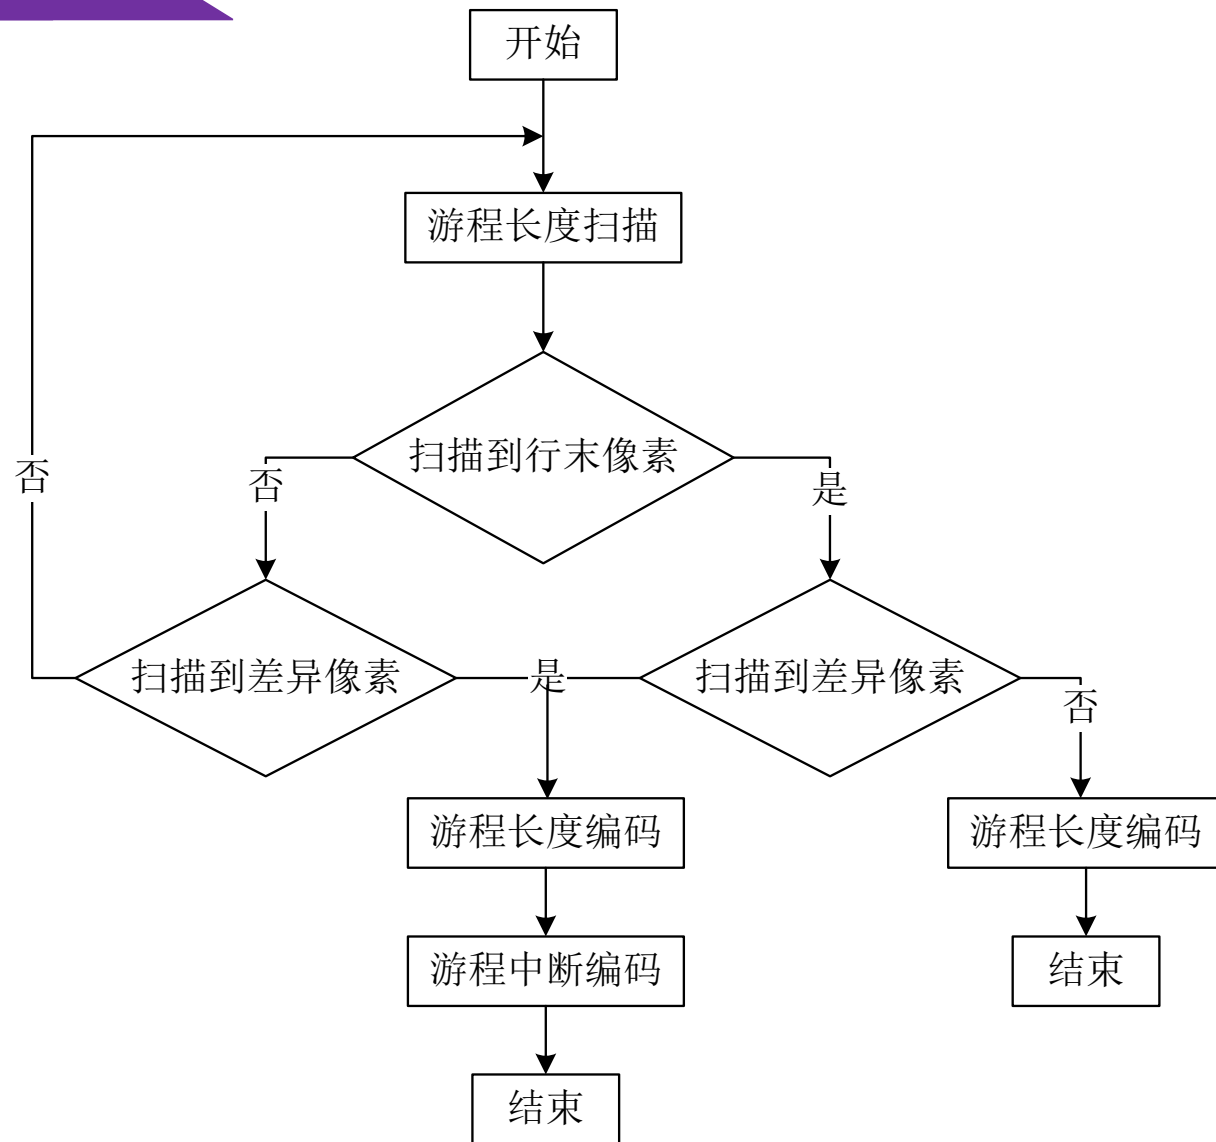 开始
游程长度扫描
扫描到行末像素
否
否
是
扫描到差异像素
是
扫描到差异像素
否
游程长度编码
游程长度编码
游程中断编码
结束
结束